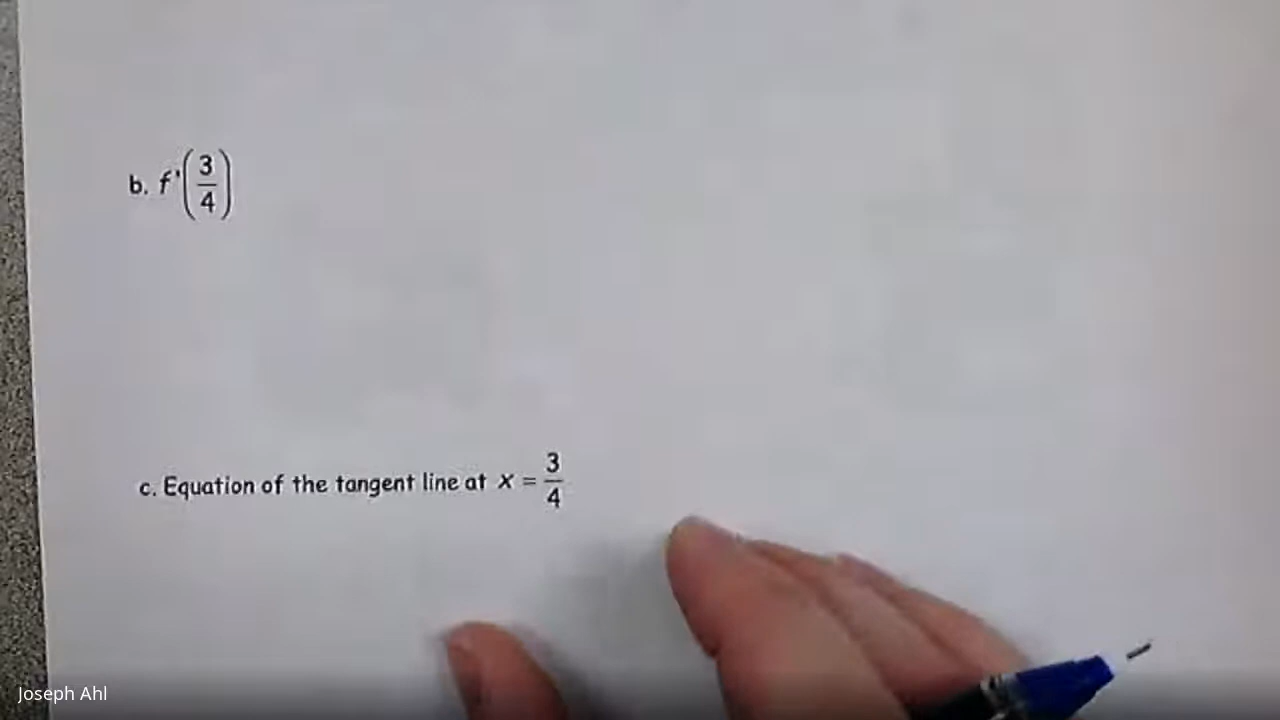 b. f'(3/4)
c. Equation of the tangent line at x = 3/4
Joseph Ahl